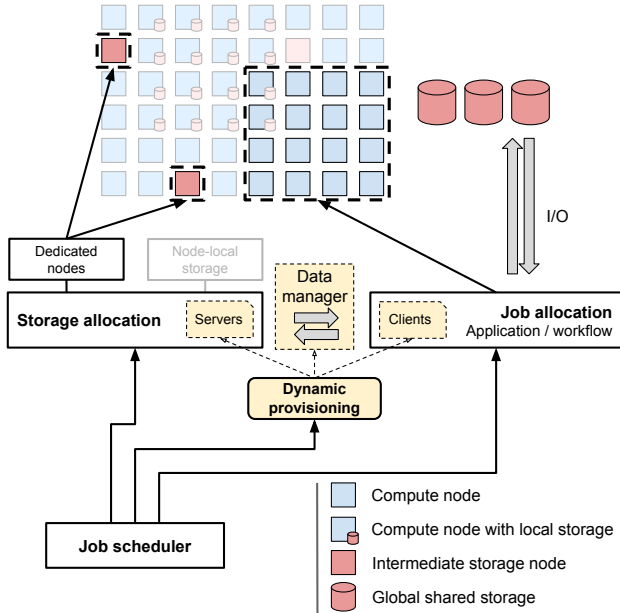 I/O
Dedicated
nodes
Node-local
storage
Data
manager
Storage allocation
Servers
Clients
Job allocation
Application / workflow
Dynamic
provisioning
Job scheduler
Compute node
Compute node with local storage
Intermediate storage node
Global shared storage